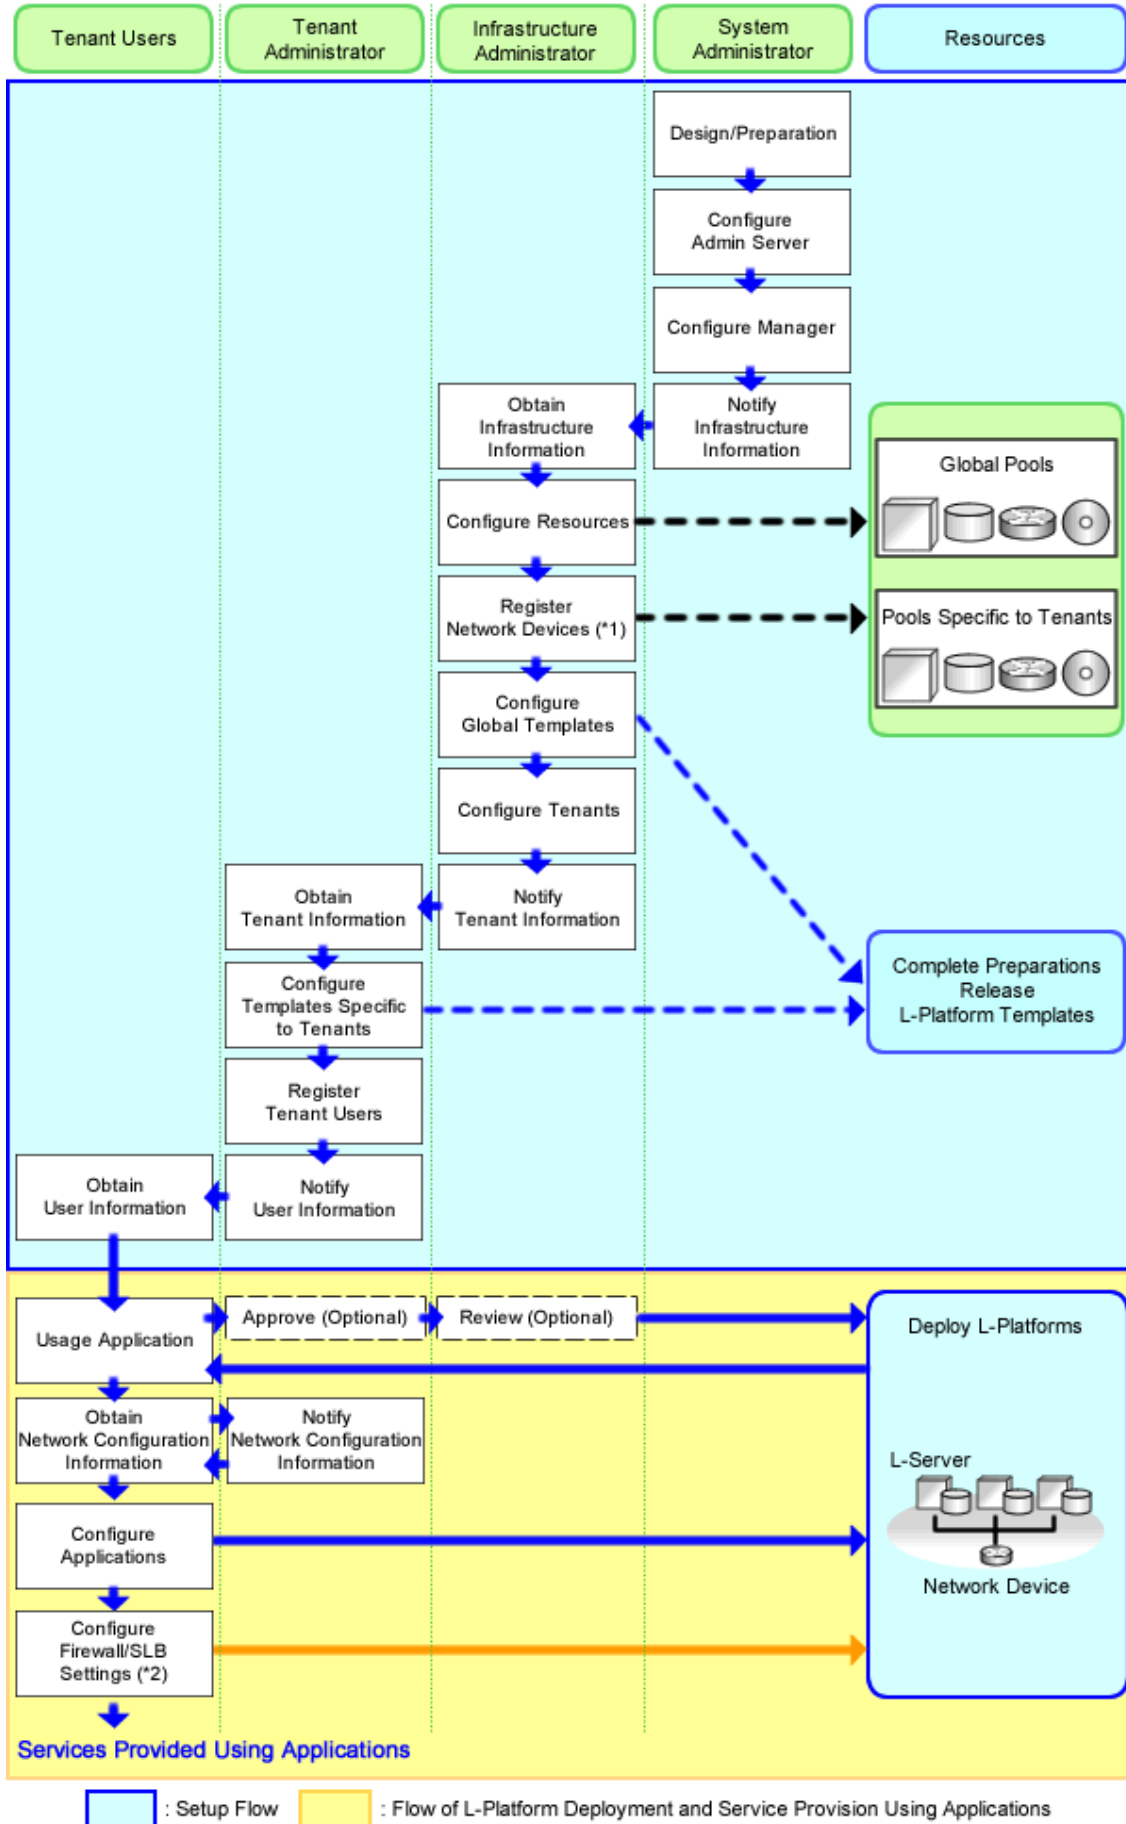 Tenant Users
Tenant
Administrator
Infrastructure
Administrator
System
Administrator
Resources
Design/Preparation
Configure
Admin Server
Configure Manager
Obtain
Infrastructure
Information
Notify
Infrastructure
Information
Global Pools
Configure Resources
Register
Network Devices (*1)
Pools Specific to Tenants
Configure
Global Templates
Configure Tenants
Obtain
Tenant Information
Notify
Tenant Information
Configure
Templates Specific
to Tenants
Complete Preparations
Release
L-Platform Templates
Register
Tenant Users
Obtain
User Information
Notify
User Information
Usage Application
Approve (Optional)
Review (Optional)
Deploy L-Platforms
Obtain
Network Configuration
Information
Notify
Network Configuration
Information
L-Server
Configure
Applications
Network Device
Configure
Firewall/SLB
Settings (*2)
Services Provided Using Applications
: Setup Flow
: Flow of L-Platform Deployment and Service Provision Using Applications